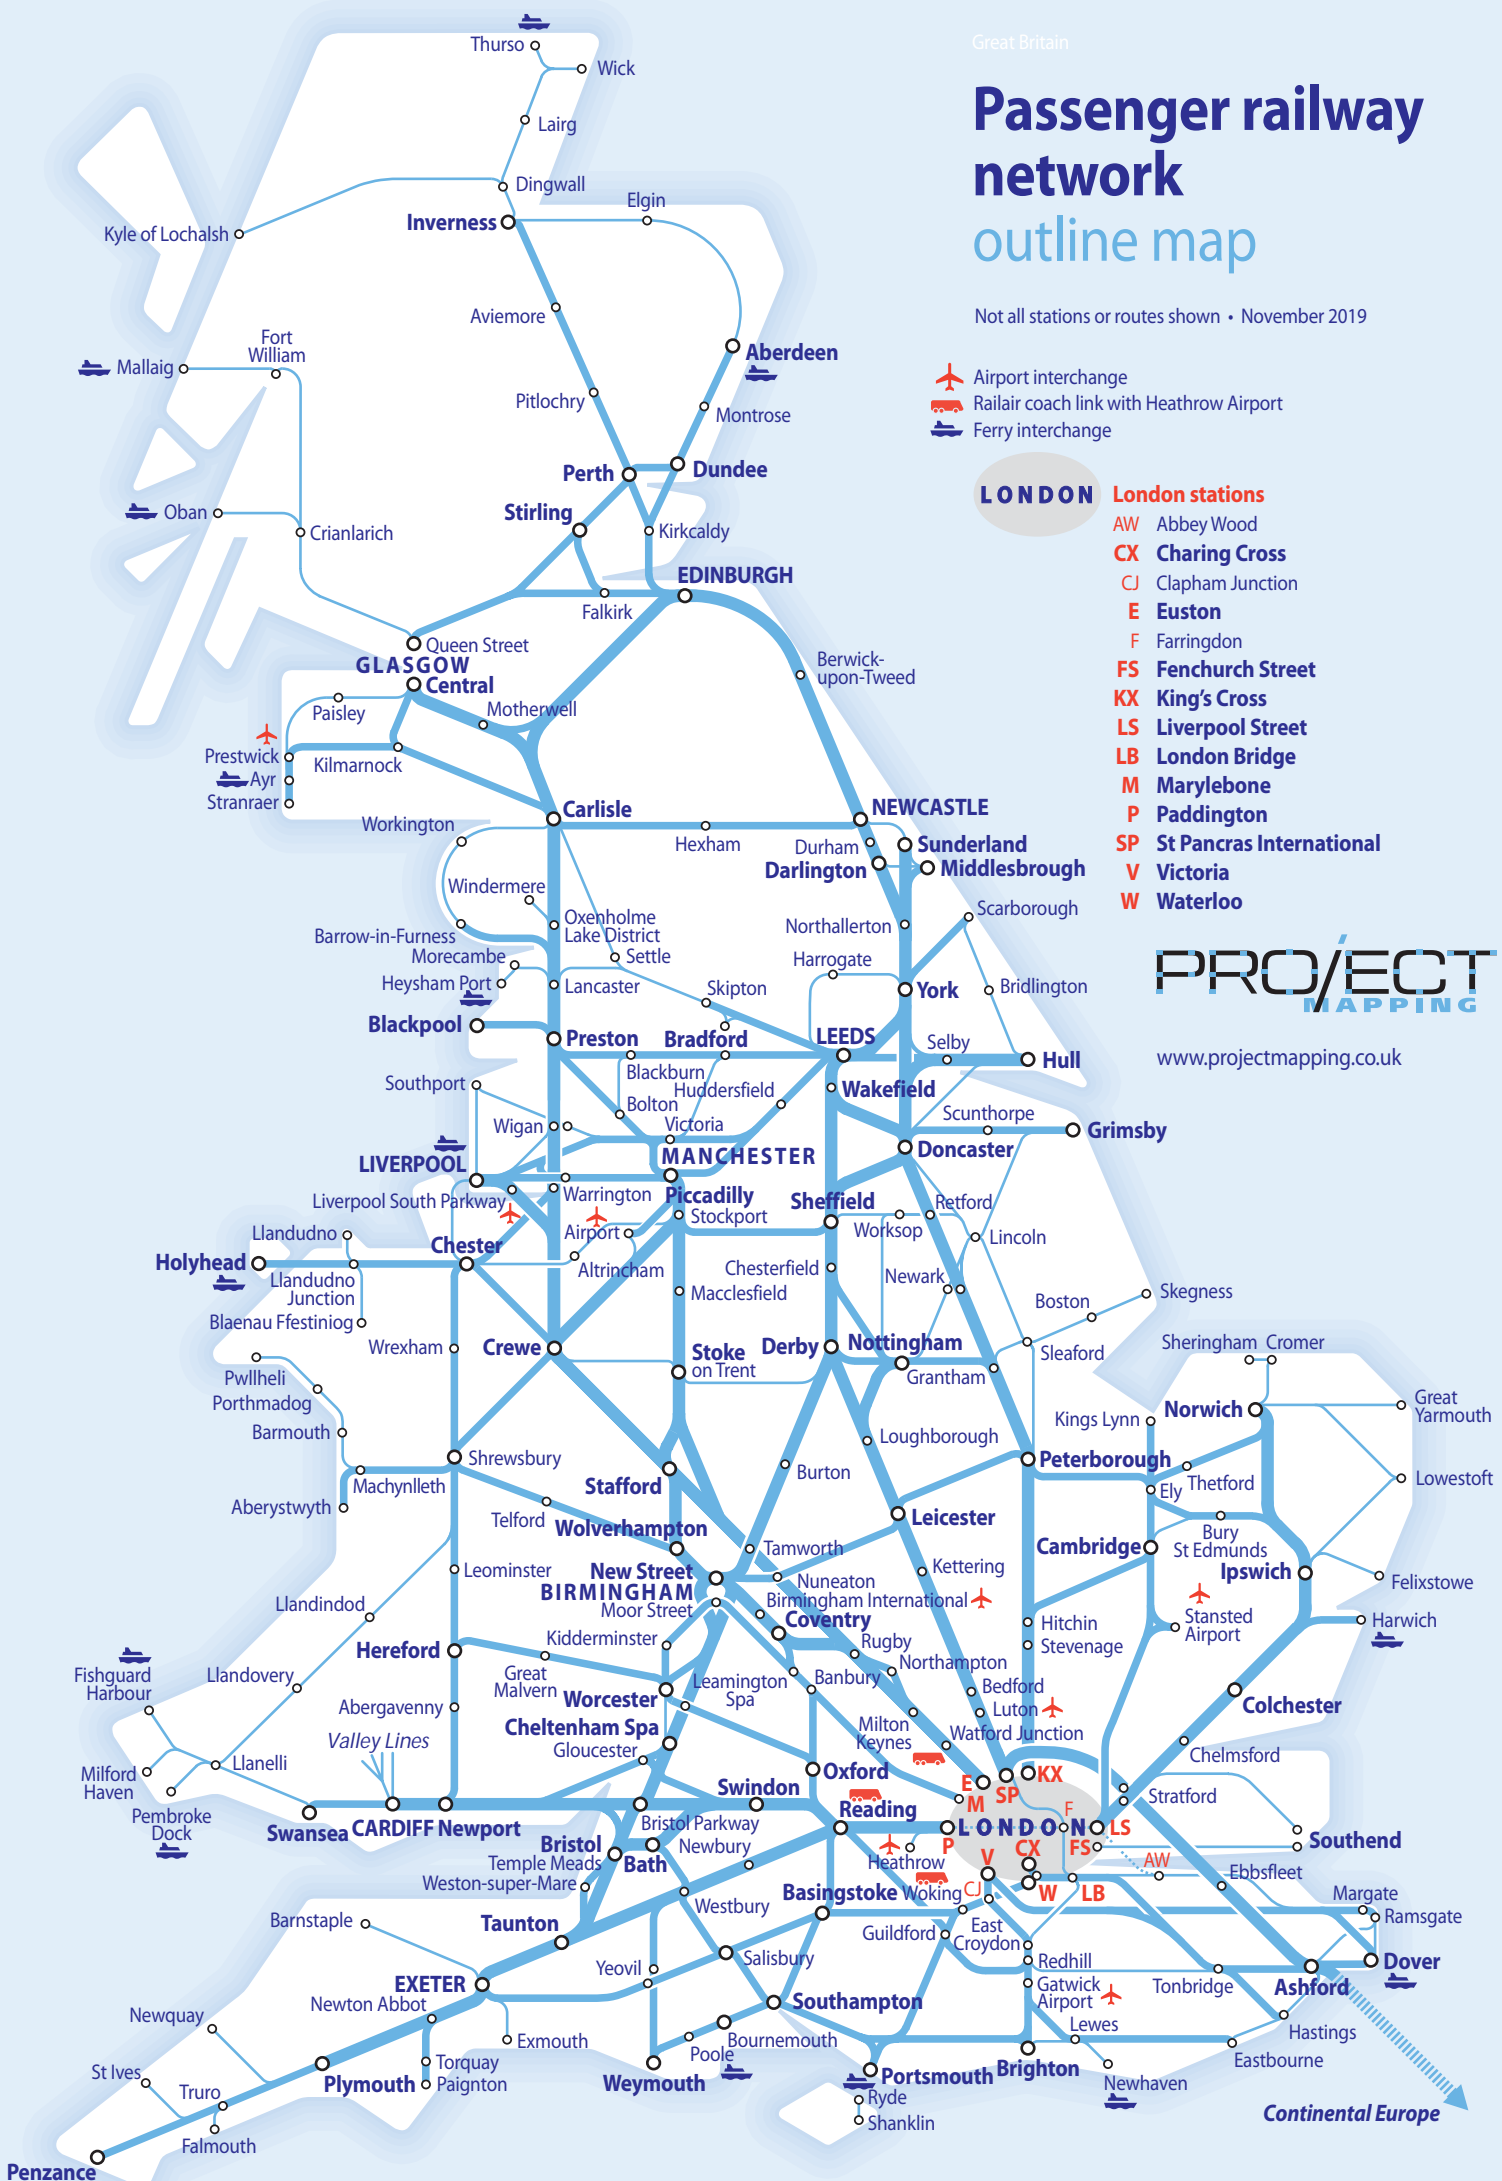 Great Britain
Passenger railway
network
outline map
Not all stations or routes shown • November 2019
Airport interchange
Railair coach link with Heathrow Airport
Ferry interchange
LONDON
London stations
AW Abbey Wood
CX Charing Cross
CJ Clapham Junction
E Euston
F Farringdon
FS Fenchurch Street
KX King's Cross
LS Liverpool Street
LB London Bridge
M Marylebone
P Paddington
SP St Pancras International
V Victoria
W Waterloo
PROJECT
MAPPING
www.projectmapping.co.uk
Thurso
Wick
Lairg
Dingwall
Elgin
Inverness
Kyle of Lochalsh
Aviemore
Fort
William
Mallaig
Aberdeen
Pitlochry
Montrose
Perth
Dundee
Stirling
Oban
Crianlarich
Kirkcaldy
EDINBURGH
Falkirk
Queen Street
GLASGOW
Central
Berwick-
upon-Tweed
Paisley
Motherwell
Prestwick
Kilmarnock
Ayr
Stranraer
Carlisle
NEWCASTLE
Workington
Hexham
Durham
Sunderland
Darlington
Middlesbrough
Windermere
Oxenholme
Lake District
Scarborough
Northallerton
Barrow-in-Furness
Morecambe
Settle
Harrogate
Heysham Port
Lancaster
Skipton
York
Bridlington
Blackpool
Preston
Bradford
LEEDS
Selby
Hull
Southport
Blackburn
Huddersfield
Wakefield
Bolton
Scunthorpe
Wigan
Victoria
Grimsby
MANCHESTER
Doncaster
LIVERPOOL
Liverpool South Parkway
Warrington
Piccadilly
Sheffield
Retford
Stockport
Worksop
Llandudno
Airport
Lincoln
Chester
Holyhead
Altrincham
Chesterfield
Newark
Llandudno
Junction
Macclesfield
Skegness
Boston
Blaenau Ffestiniog
Wrexham
Crewe
Stoke
on Trent
Derby
Nottingham
Sleaford
Sheringham
Cromer
Grantham
Pwllheli
Porthmadog
Great
Yarmouth
Barmouth
Kings Lynn
Norwich
Loughborough
Shrewsbury
Peterborough
Machynlleth
Stafford
Burton
Thetford
Ely
Lowestoft
Aberystwyth
Telford
Wolverhampton
Leicester
Bury
St Edmunds
Tamworth
Cambridge
New Street
BIRMINGHAM
Moor Street
Leominster
Kettering
Nuneaton
Ipswich
Felixstowe
Birmingham International
Llandindod
Coventry
Hitchin
Stansted
Airport
Harwich
Kidderminster
Rugby
Stevenage
Hereford
Northampton
Fishguard
Harbour
Llandovery
Great
Malvern
Leamington
Spa
Banbury
Bedford
Worcester
Luton
Colchester
Abergavenny
Cheltenham Spa
Milton
Keynes
Watford Junction
Valley Lines
Gloucester
Chelmsford
Llanelli
Milford
Haven
Oxford
E
SP
KX
Swindon
M
Stratford
Pembroke
Dock
Reading
F
Swansea
CARDIFF
Newport
Bristol Parkway
LONDON
LS
Bristol
Temple Meads
Bath
Newbury
P
CX
FS
Southend
Heathrow
V
AW
Ebbsfleet
Weston-super-Mare
Basingstoke
Woking
CJ
W
LB
Margate
Westbury
Barnstaple
Taunton
Ramsgate
Guildford
East
Croydon
Salisbury
Redhill
Dover
Yeovil
EXETER
Gatwick
Airport
Tonbridge
Ashford
Newton Abbot
Southampton
Newquay
Lewes
Hastings
Exmouth
Bournemouth
Poole
Eastbourne
St Ives
Torquay
Brighton
Truro
Plymouth
Paignton
Weymouth
Portsmouth
Newhaven
Ryde
Continental Europe
Shanklin
Falmouth
Penzance